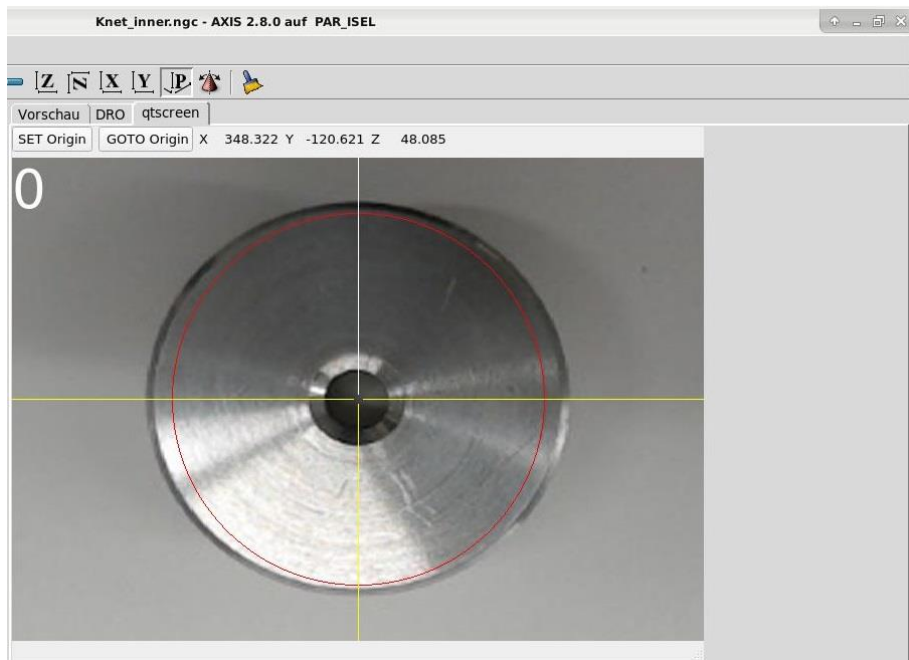 Knet_inner.ngc - AXIS 2.8.0 auf PAR_ISEL
Z N X Y P
Vorschau DRO qtscreen
SET Origin GOTO Origin X 348.322 Y -120.621 Z 48.085
0